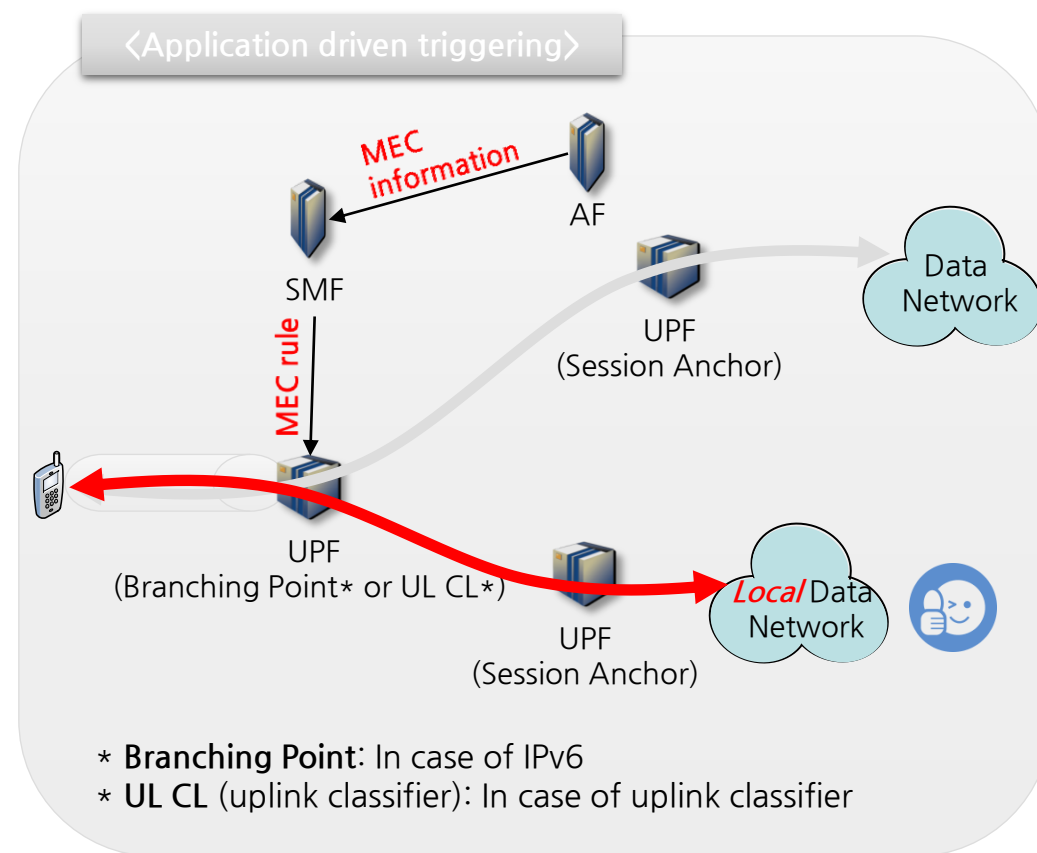 <Application driven triggering>
MEC
information
AF
SMF
Data
Network
UPF
(Session Anchor)
MEC rule
UPF
(Branching Point* or UL CL*)
Local Data
Network
UPF
(Session Anchor)
* Branching Point: In case of IPv6
* UL CL (uplink classifier): In case of uplink classifier